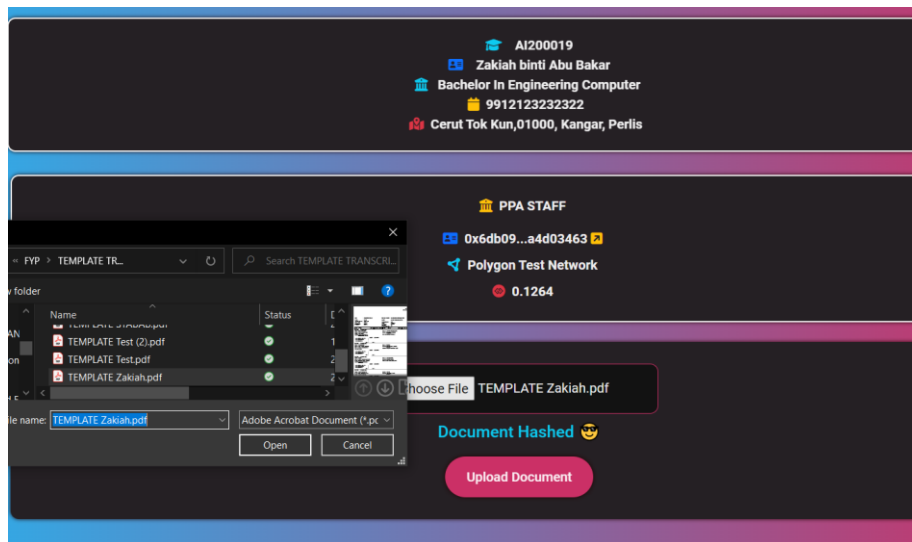 AI200019
Zakiah binti Abu Bakar
Bachelor In Engineering Computer
9912123232322
Cerut Tok Kun,01000, Kangar, Perlis
PPA STAFF
0x6db09...a4d03463
Polygon Test Network
0.1264
« FYP > TEMPLATE TR...
Search TEMPLATE TRANSCRI...
folder
Name Status
TEMPLATE Test (2).pdf
TEMPLATE Test.pdf
TEMPLATE Zakiah.pdf
name: TEMPLATE Zakiah.pdf Adobe Acrobat Document (*.pc
Open Cancel
hoose File TEMPLATE Zakiah.pdf
Document Hashed 😎
Upload Document